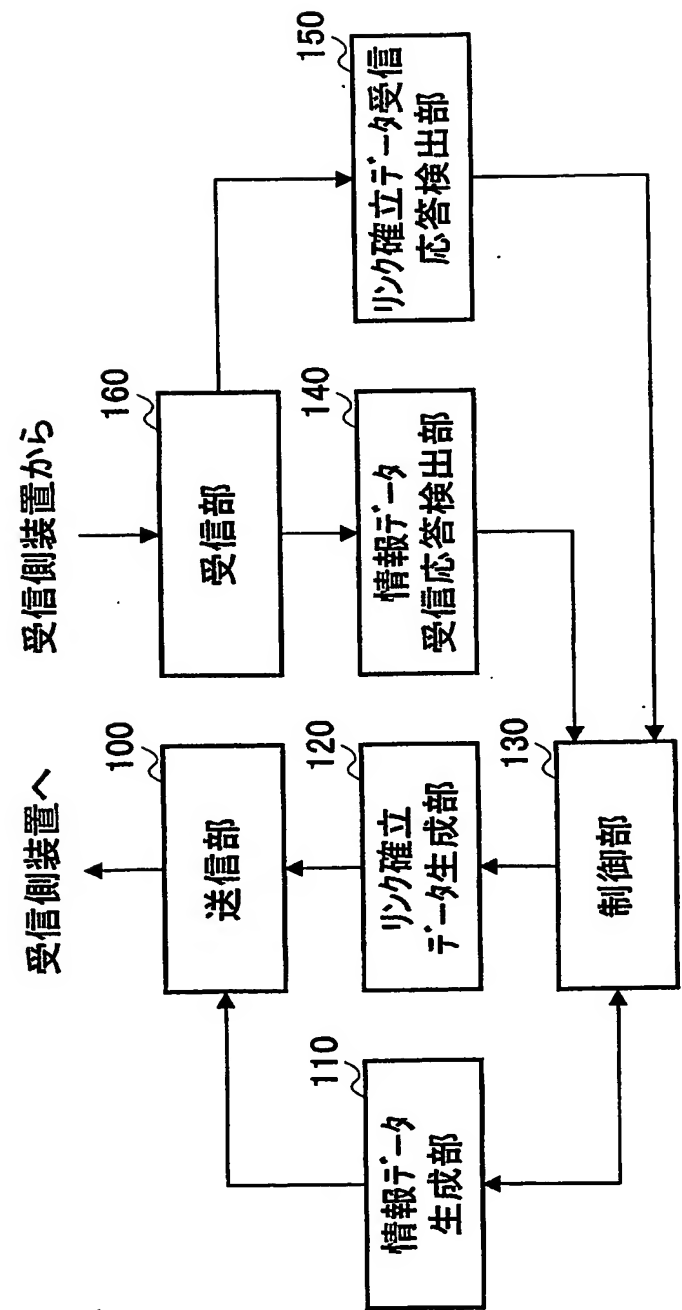 受信側装置へ
受信側装置から
100
送信部
160
受信部
110
情報データ
生成部
120
リンク確立
データ生成部
140
情報データ
受信応答検出部
150
リンク確立データ受信
応答検出部
130
制御部